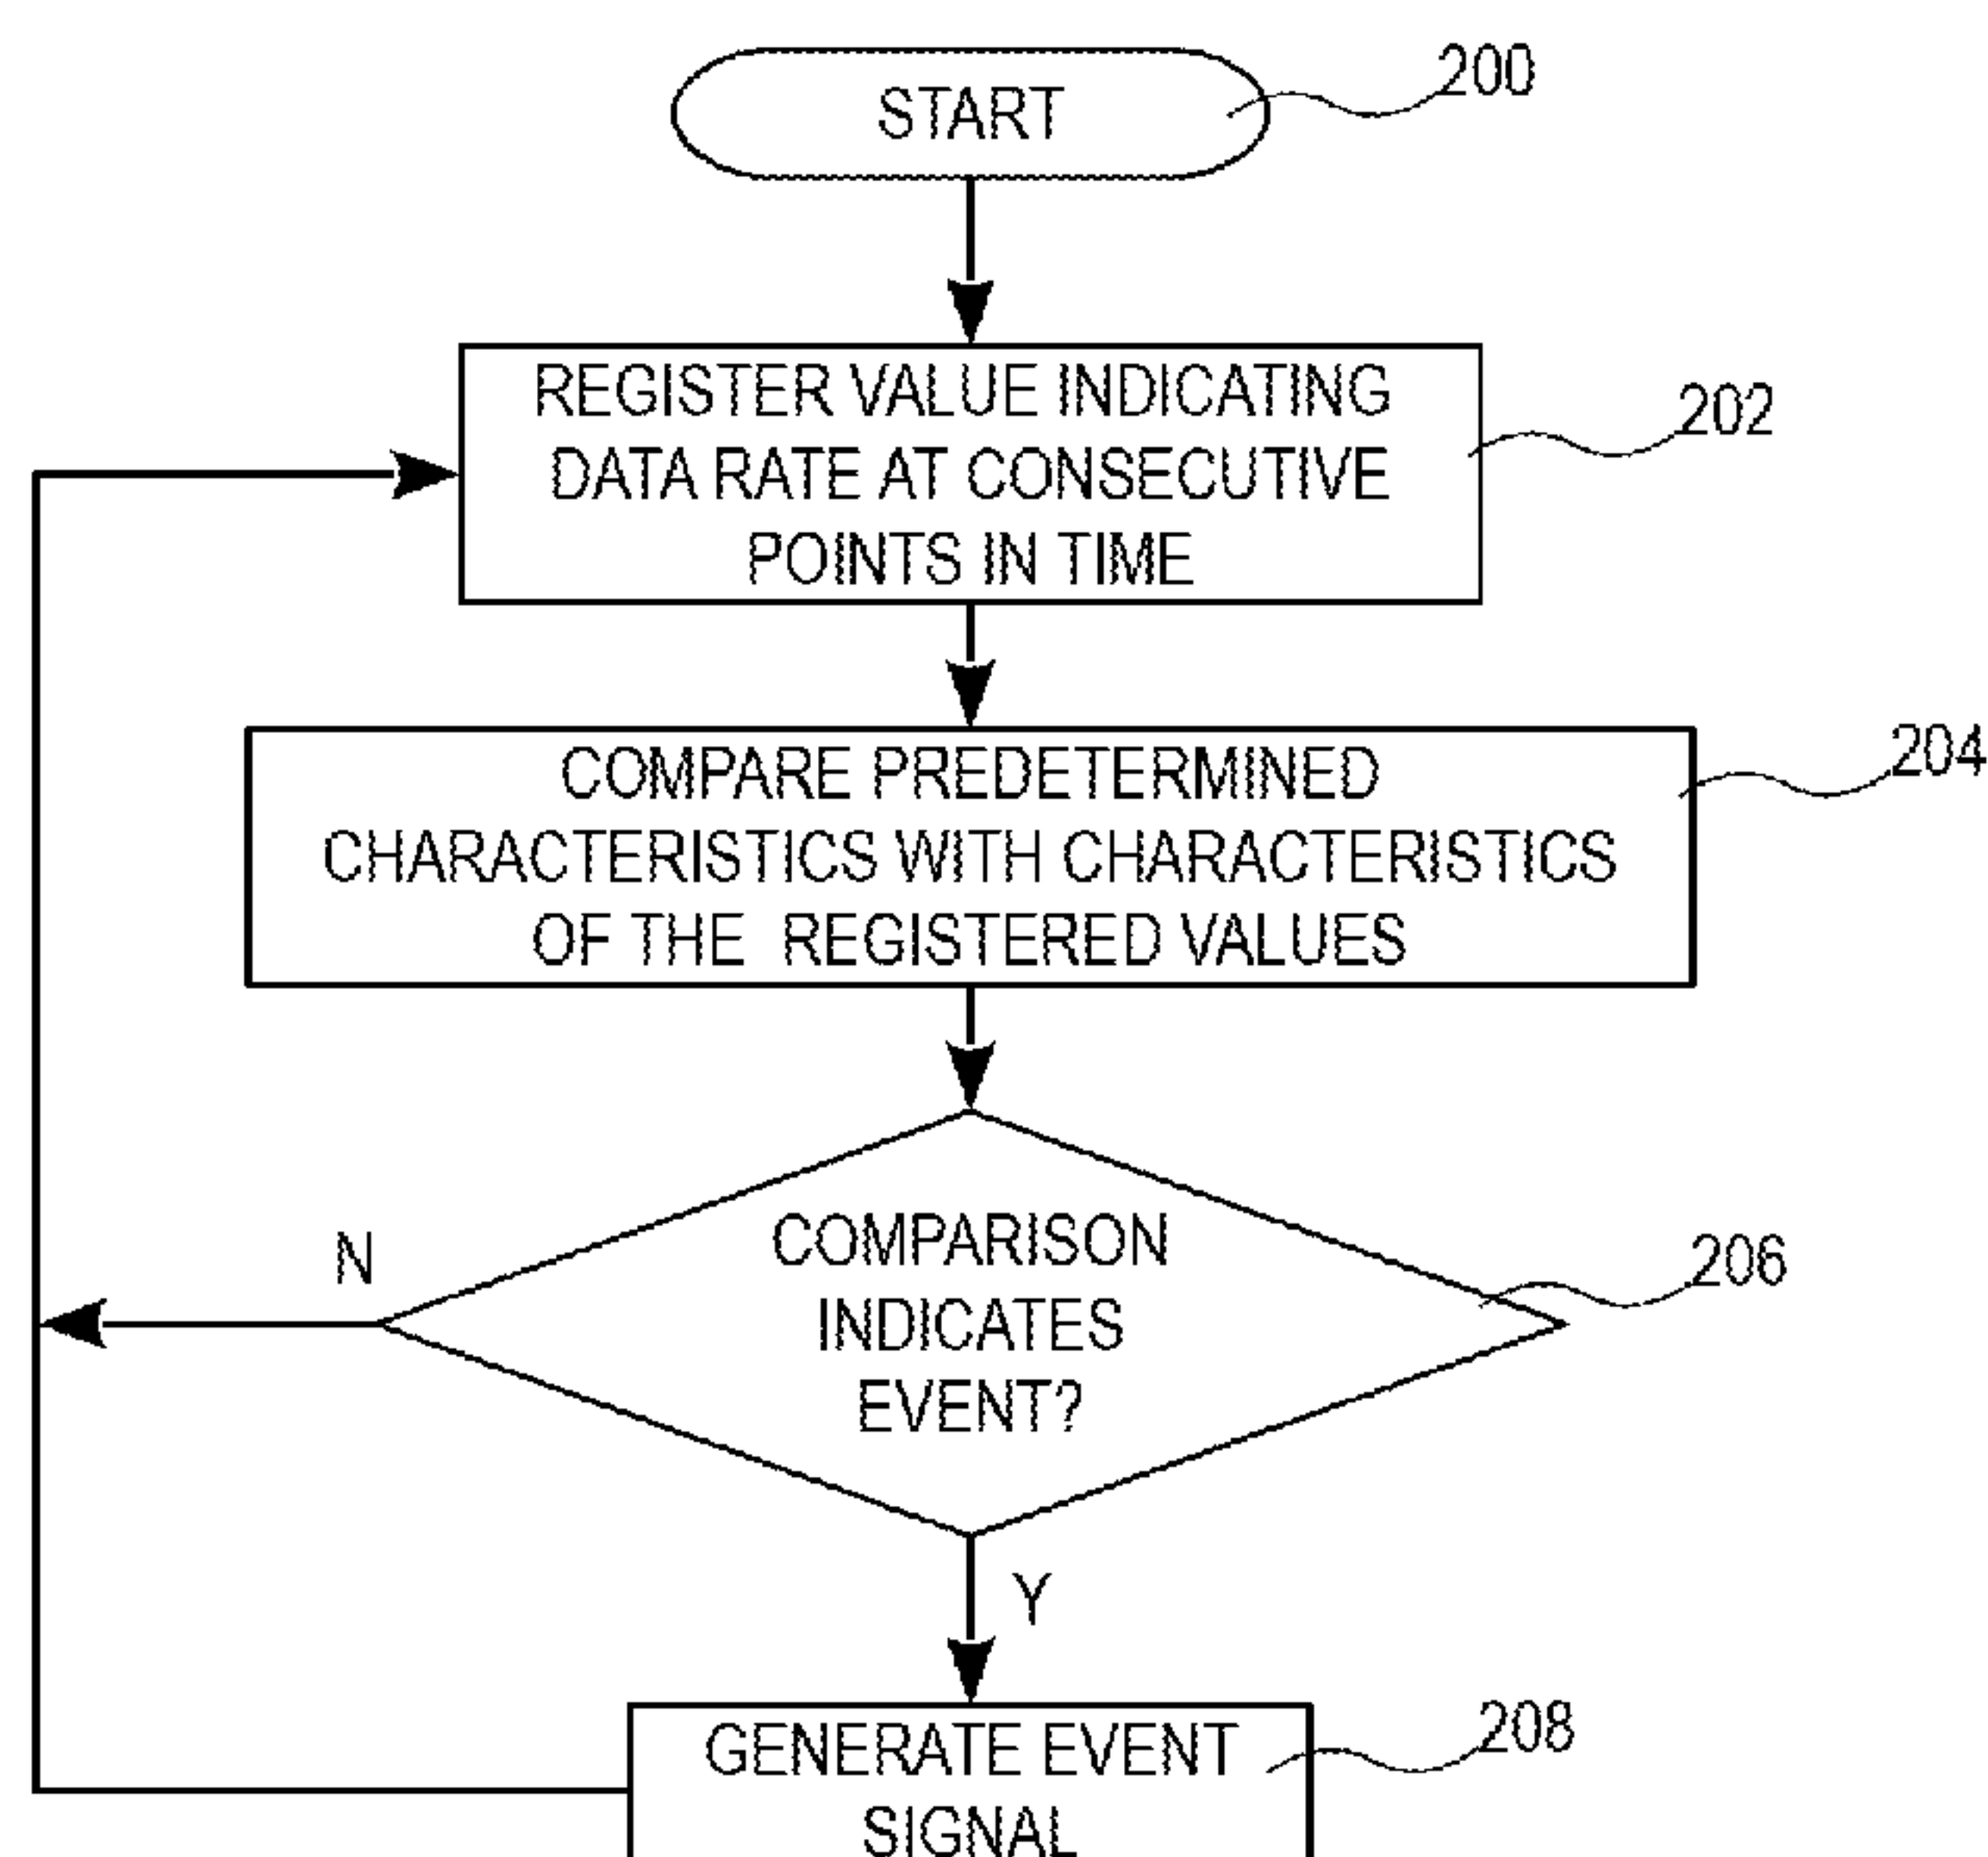 START
200
REGISTER VALUE INDICATING
DATA RATE AT CONSECUTIVE
POINTS IN TIME
202
COMPARE PREDETERMINED
CHARACTERISTICS WITH CHARACTERISTICS
OF THE REGISTERED VALUES
204
COMPARISON
INDICATES
EVENT?
206
N
Y
GENERATE EVENT
SIGNAL
208